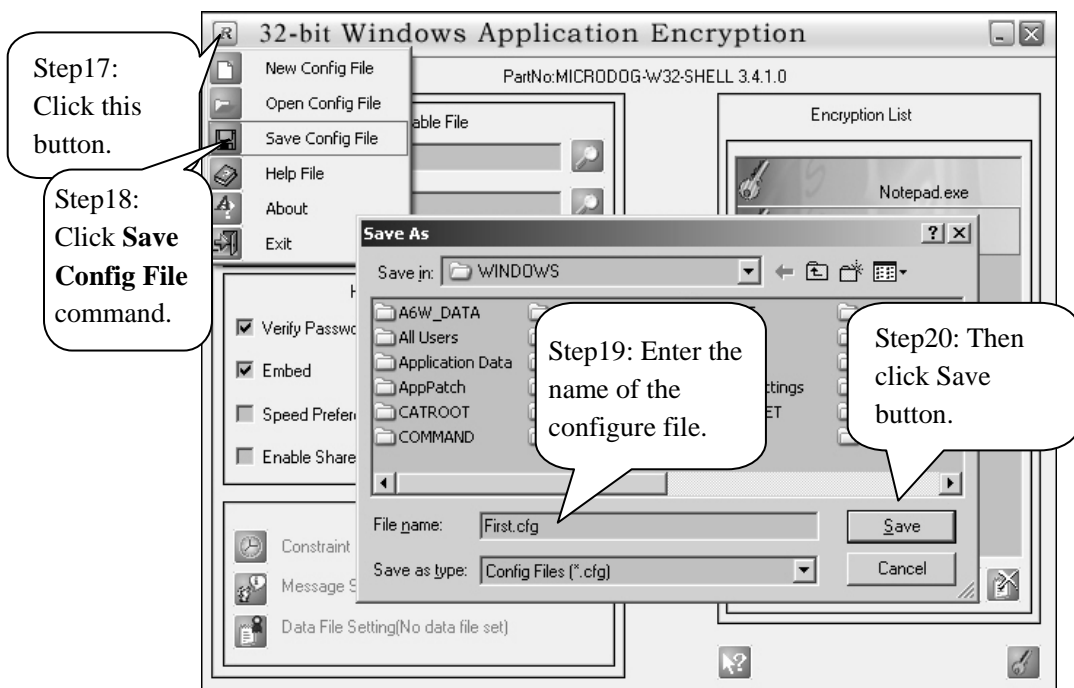 R 32-bit Windows Application Encryption
Step17:
Click this
button.
New Config File
Open Config File
Save Config File
Help File
About
Exit
PartNo:MICRODOG-W32-SHELL 3.4.1.0
able File
Encryption List
Notepad.exe
Step18:
Click Save
Config File
command.
Save As
Save in: WINDOWS
A6W_DATA
All Users
Application Data
AppPatch
CATROOT
COMMAND
ttings
ET
Step19: Enter the
name of the
configure file.
Step20: Then
click Save
button.
File name: First.cfg
Save
Save as type: Config Files (*.cfg)
Cancel
H
Verify Passwo
Embed
Speed Prefer
Enable Share
Constraint
Message S
Data File Setting(No data file set)